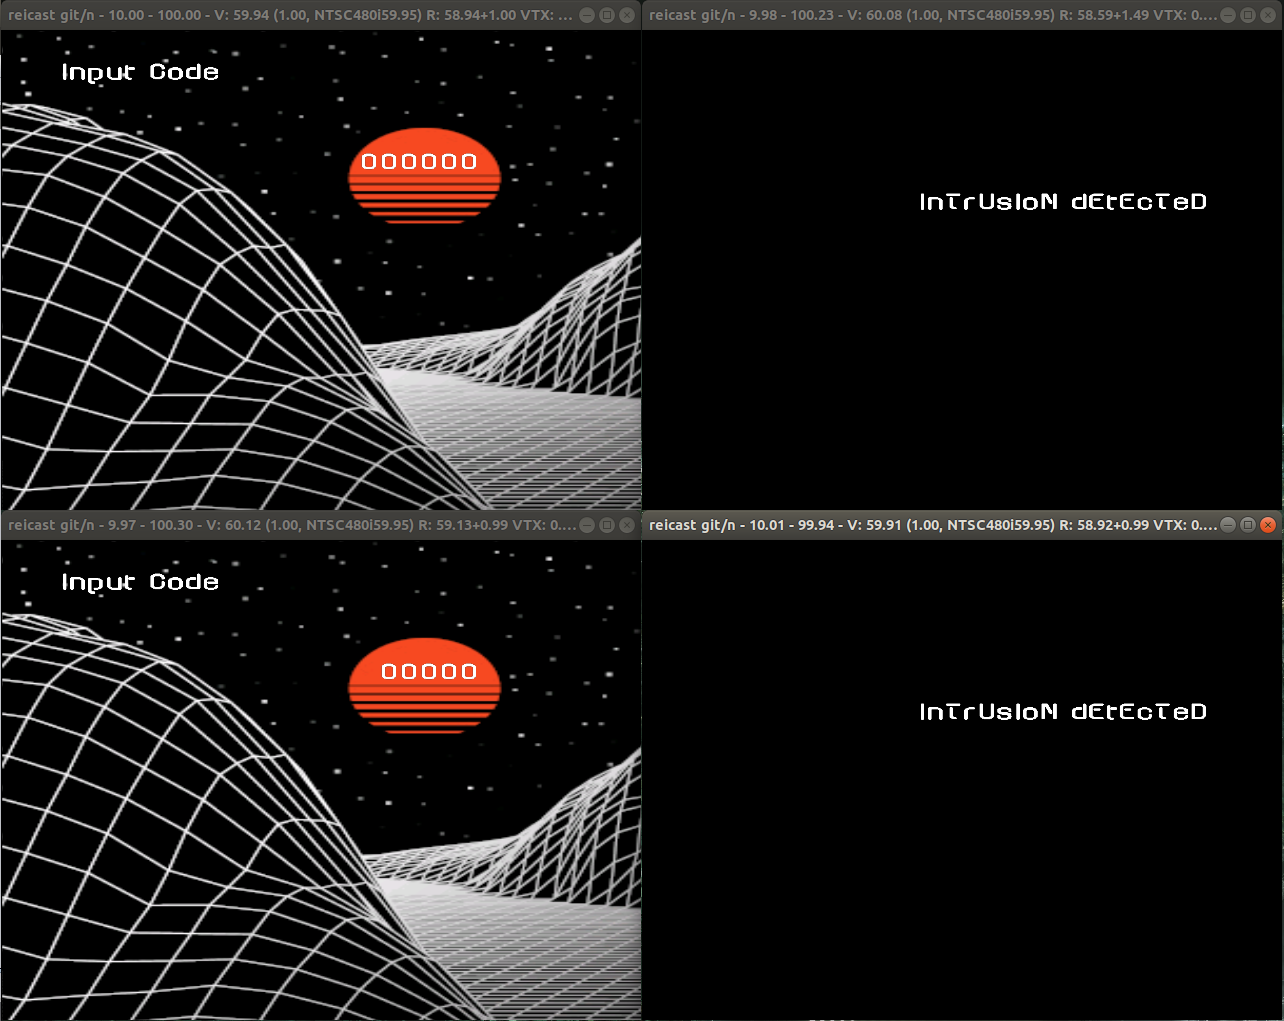 reicast git/n - 10.00 - 100.00 - V: 59.94 (1.00, NTSC480i59.95) R: 58.94+1.00 VTX: ...
Input Code
000000
reicast git/n - 9.98 - 100.23 - V: 60.08 (1.00, NTSC480i59.95) R: 58.59+1.49 VTX: 0....
InTrUsIoN dEtEcTeD
reicast git/n - 9.97 - 100.30 - V: 60.12 (1.00, NTSC480i59.95) R: 59.13+0.99 VTX: 0....
Input Code
00000
reicast git/n - 10.01 - 99.94 - V: 59.91 (1.00, NTSC480i59.95) R: 58.92+0.99 VTX: 0....
InTrUsIoN dEtEcTeD